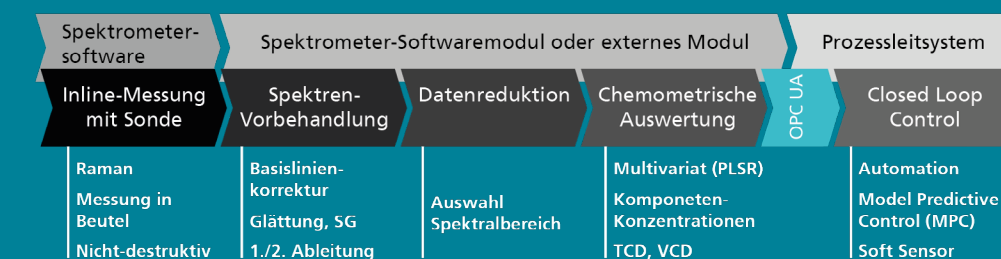 Spektrometer-
software
Spektrometer-Softwaremodul oder externes Modul
Prozessleitsystem
Inline-Messung
mit Sonde
Spektren-
Vorbehandlung
Datenreduktion
Chemometrische
Auswertung
OPC UA
Closed Loop
Control
Raman
Messung in
Beutel
Nicht-destruktiv
Basislinien-
korrektur
Glättung, SG
1./2. Ableitung
Auswahl
Spektralbereich
Multivariat (PLSR)
Komponeten-
Konzentrationen
TCD, VCD
Automation
Model Predictive
Control (MPC)
Soft Sensor